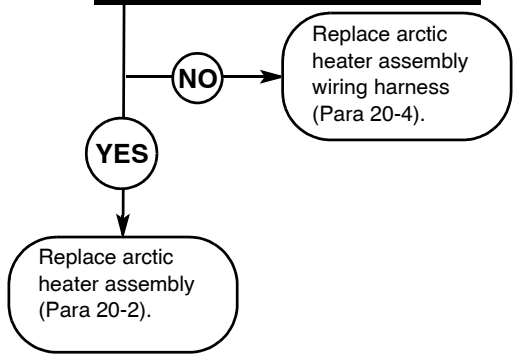 NO
Replace arctic
heater assembly
wiring harness
(Para 20-4).
YES
Replace arctic
heater assembly
(Para 20-2).